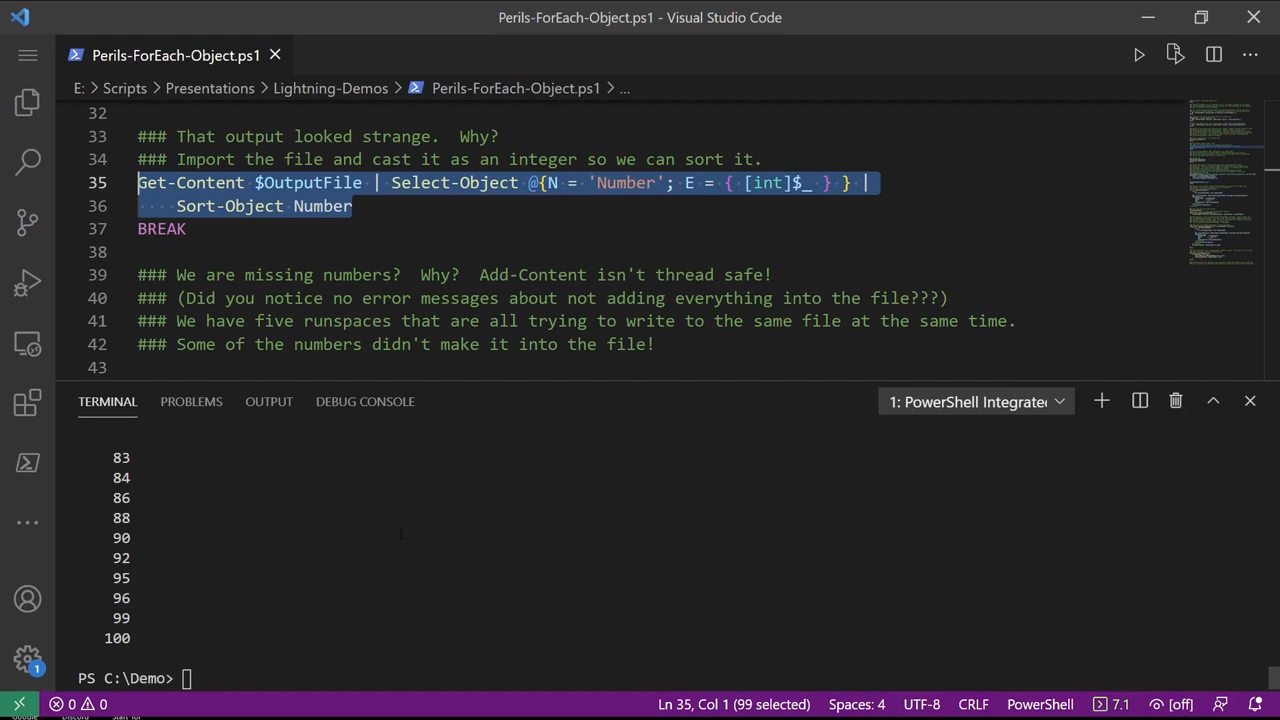 Perils-ForEach-Object.ps1 - Visual Studio Code
Perils-ForEach-Object.ps1
E: > Scripts > Presentations > Lightning-Demos > Perils-ForEach-Object.ps1 > ...
32
33 ### That output looked strange. Why?
34 ### Import the file and cast it as an integer so we can sort it.
35 Get-Content $OutputFile | Select-Object @{N = 'Number'; E = { [int]$_ } } |
36 ····Sort-Object Number
37 BREAK
38
39 ### We are missing numbers? Why? Add-Content isn't thread safe!
40 ### (Did you notice no error messages about not adding everything into the file???)
41 ### We have five runspaces that are all trying to write to the same file at the same time.
42 ### Some of the numbers didn't make it into the file!
43
TERMINAL PROBLEMS OUTPUT DEBUG CONSOLE 1: PowerShell Integrated
83
84
86
88
90
92
95
96
99
100
PS C:\Demo>
1
0 0 Ln 35, Col 1 (99 selected) Spaces: 4 UTF-8 CRLF PowerShell 7.1 [off]